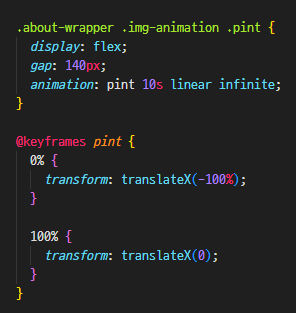 .about-wrapper .img-animation .pint {
  display: flex;
  gap: 140px;
  animation: pint 10s linear infinite;
}

@keyframes pint {
  0% {
    transform: translateX(-100%);
  }

  100% {
    transform: translateX(0);
  }
}